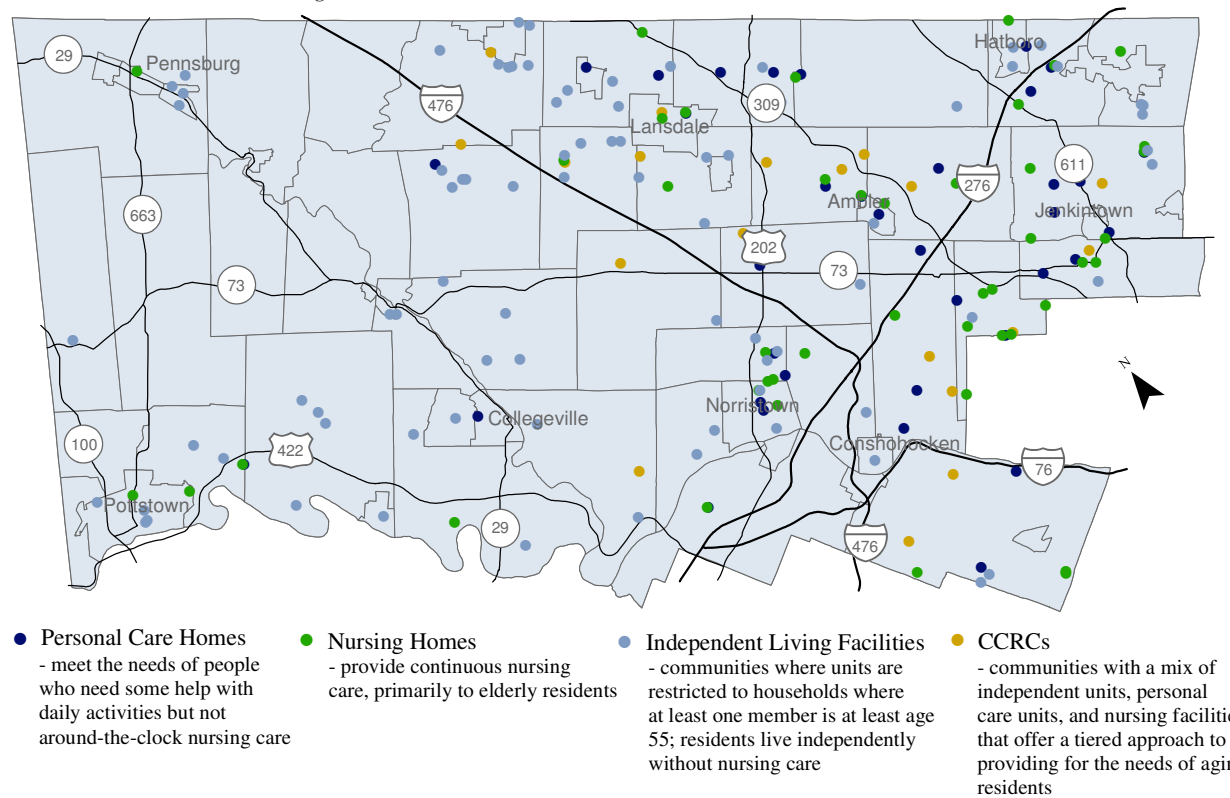 29
Pennsburg
476
Lansdale
309
Hatboro
276
611
Jenkintown
Ambler
663
202
73
73
Norristown
Collegeville
Conshohocken
100
422
Pottstown
29
476
76
N
Personal Care Homes
- meet the needs of people
who need some help with
daily activities but not
around-the-clock nursing care
Nursing Homes
- provide continuous nursing
care, primarily to elderly residents
Independent Living Facilities
- communities where units are
restricted to households where
at least one member is at least age
55; residents live independently
without nursing care
CCRCs
- communities with a mix of
independent units, personal
care units, and nursing facilitie
that offer a tiered approach to
providing for the needs of agin
residents